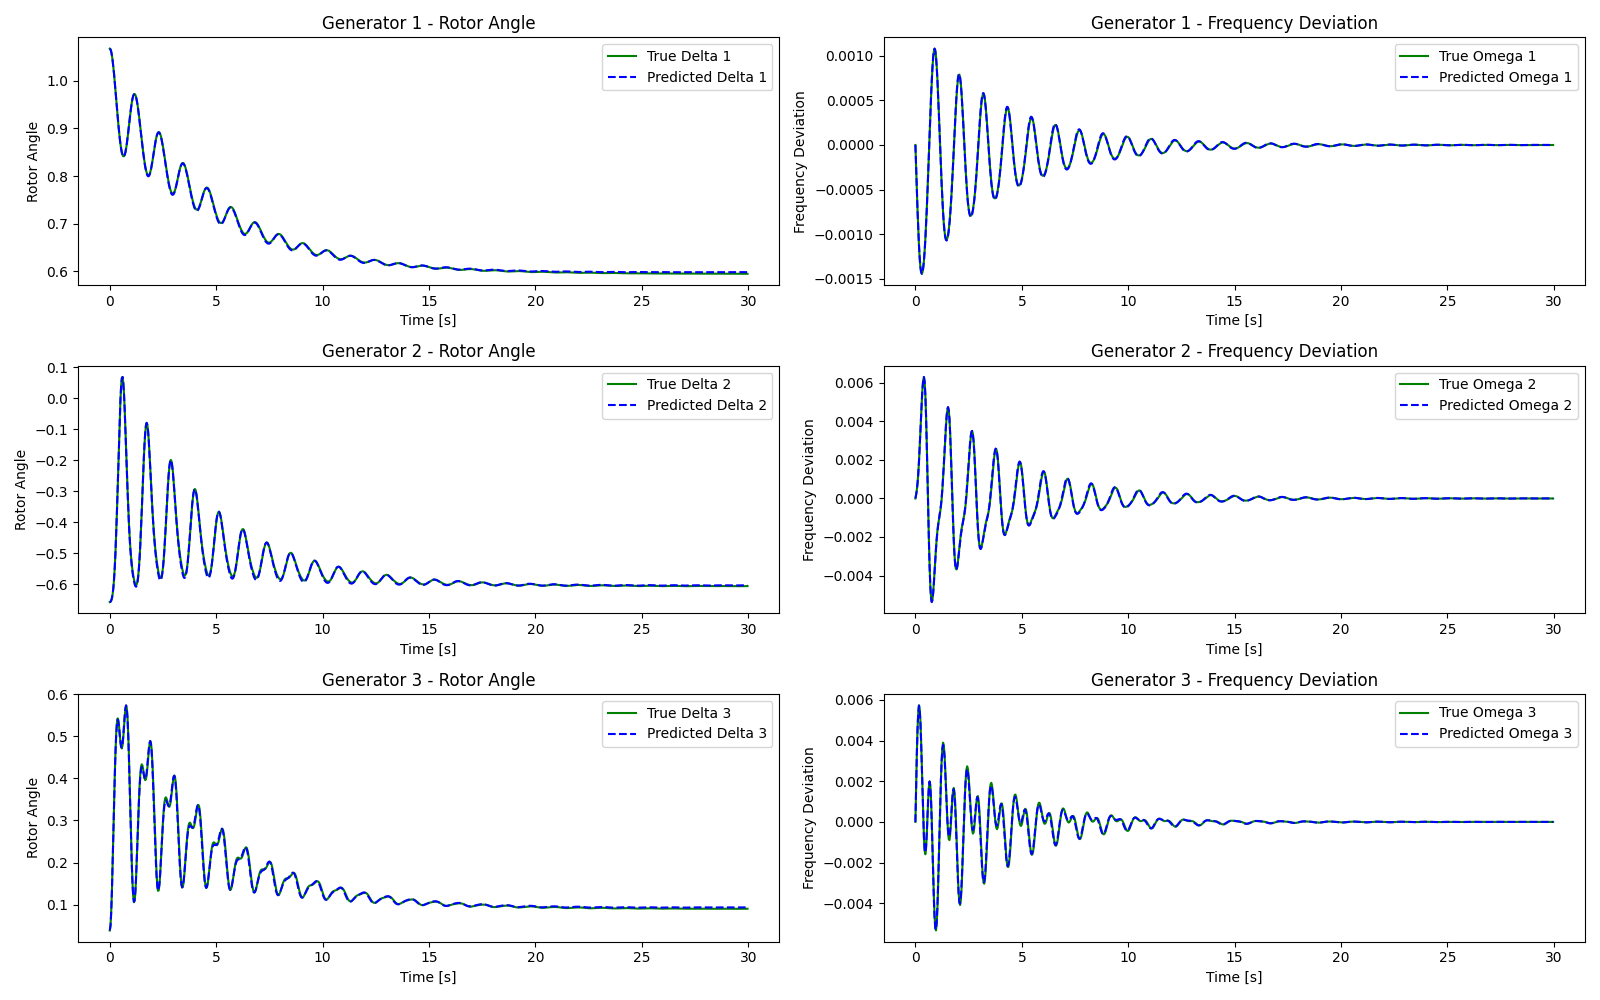 Generator 1 - Rotor Angle
Rotor Angle
1.0
0.9
0.8
0.7
0.6
True Delta 1
Predicted Delta 1
0 5 10 15 20 25 30
Time [s]
Generator 1 - Frequency Deviation
Frequency Deviation
0.0010
0.0005
0.0000
−0.0005
−0.0010
−0.0015
True Omega 1
Predicted Omega 1
0 5 10 15 20 25 30
Time [s]
Generator 2 - Rotor Angle
Rotor Angle
0.1
0.0
−0.1
−0.2
−0.3
−0.4
−0.5
−0.6
True Delta 2
Predicted Delta 2
0 5 10 15 20 25 30
Time [s]
Generator 2 - Frequency Deviation
Frequency Deviation
0.006
0.004
0.002
0.000
−0.002
−0.004
True Omega 2
Predicted Omega 2
0 5 10 15 20 25 30
Time [s]
Generator 3 - Rotor Angle
Rotor Angle
0.6
0.5
0.4
0.3
0.2
0.1
True Delta 3
Predicted Delta 3
0 5 10 15 20 25 30
Time [s]
Generator 3 - Frequency Deviation
Frequency Deviation
0.006
0.004
0.002
0.000
−0.002
−0.004
True Omega 3
Predicted Omega 3
0 5 10 15 20 25 30
Time [s]